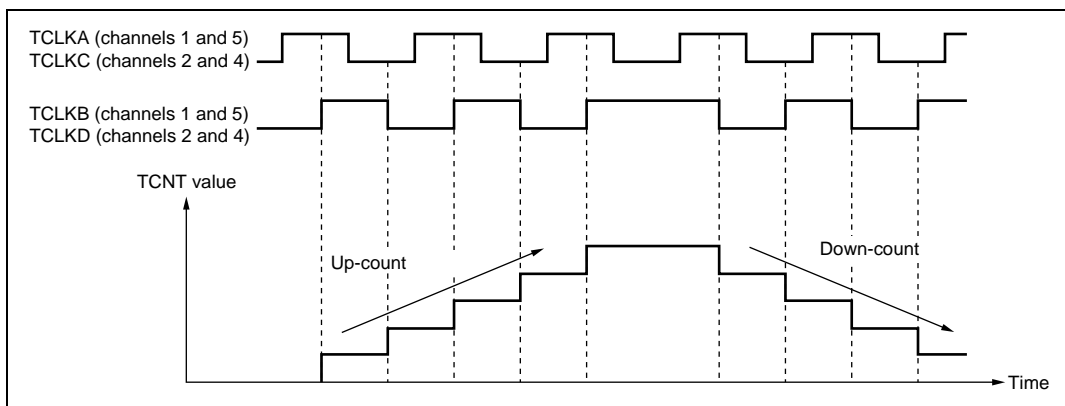 TCLKA (channels 1 and 5)
TCLKC (channels 2 and 4)
TCLKB (channels 1 and 5)
TCLKD (channels 2 and 4)
TCNT value
Up-count
Down-count
Time